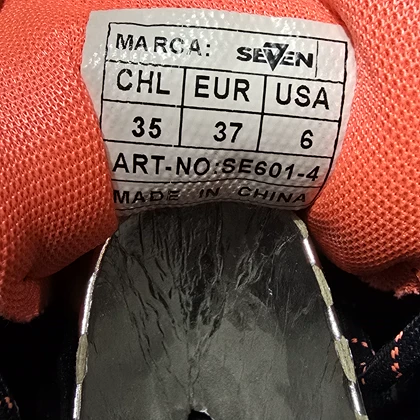 MARCA: SEVEN
CHL EUR USA
35 37 6
ART-NO:SE601-4
MADE IN CHINA